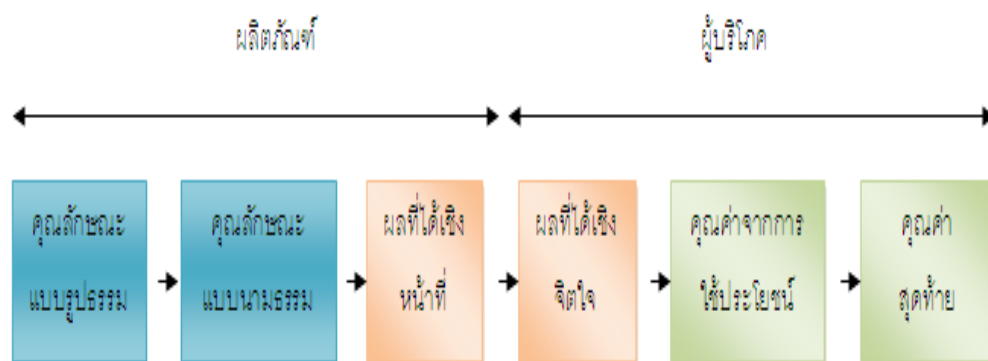 ผลิตภัณฑ์
ผู้บริโภค
คุณลักษณะ
แบบรูปธรรม
คุณลักษณะ
แบบนามธรรม
ผลที่ได้เชิง
หน้าที่
ผลที่ได้เชิง
จิตใจ
คุณค่าจากการ
ใช้ประโยชน์
คุณค่า
สุดท้าย